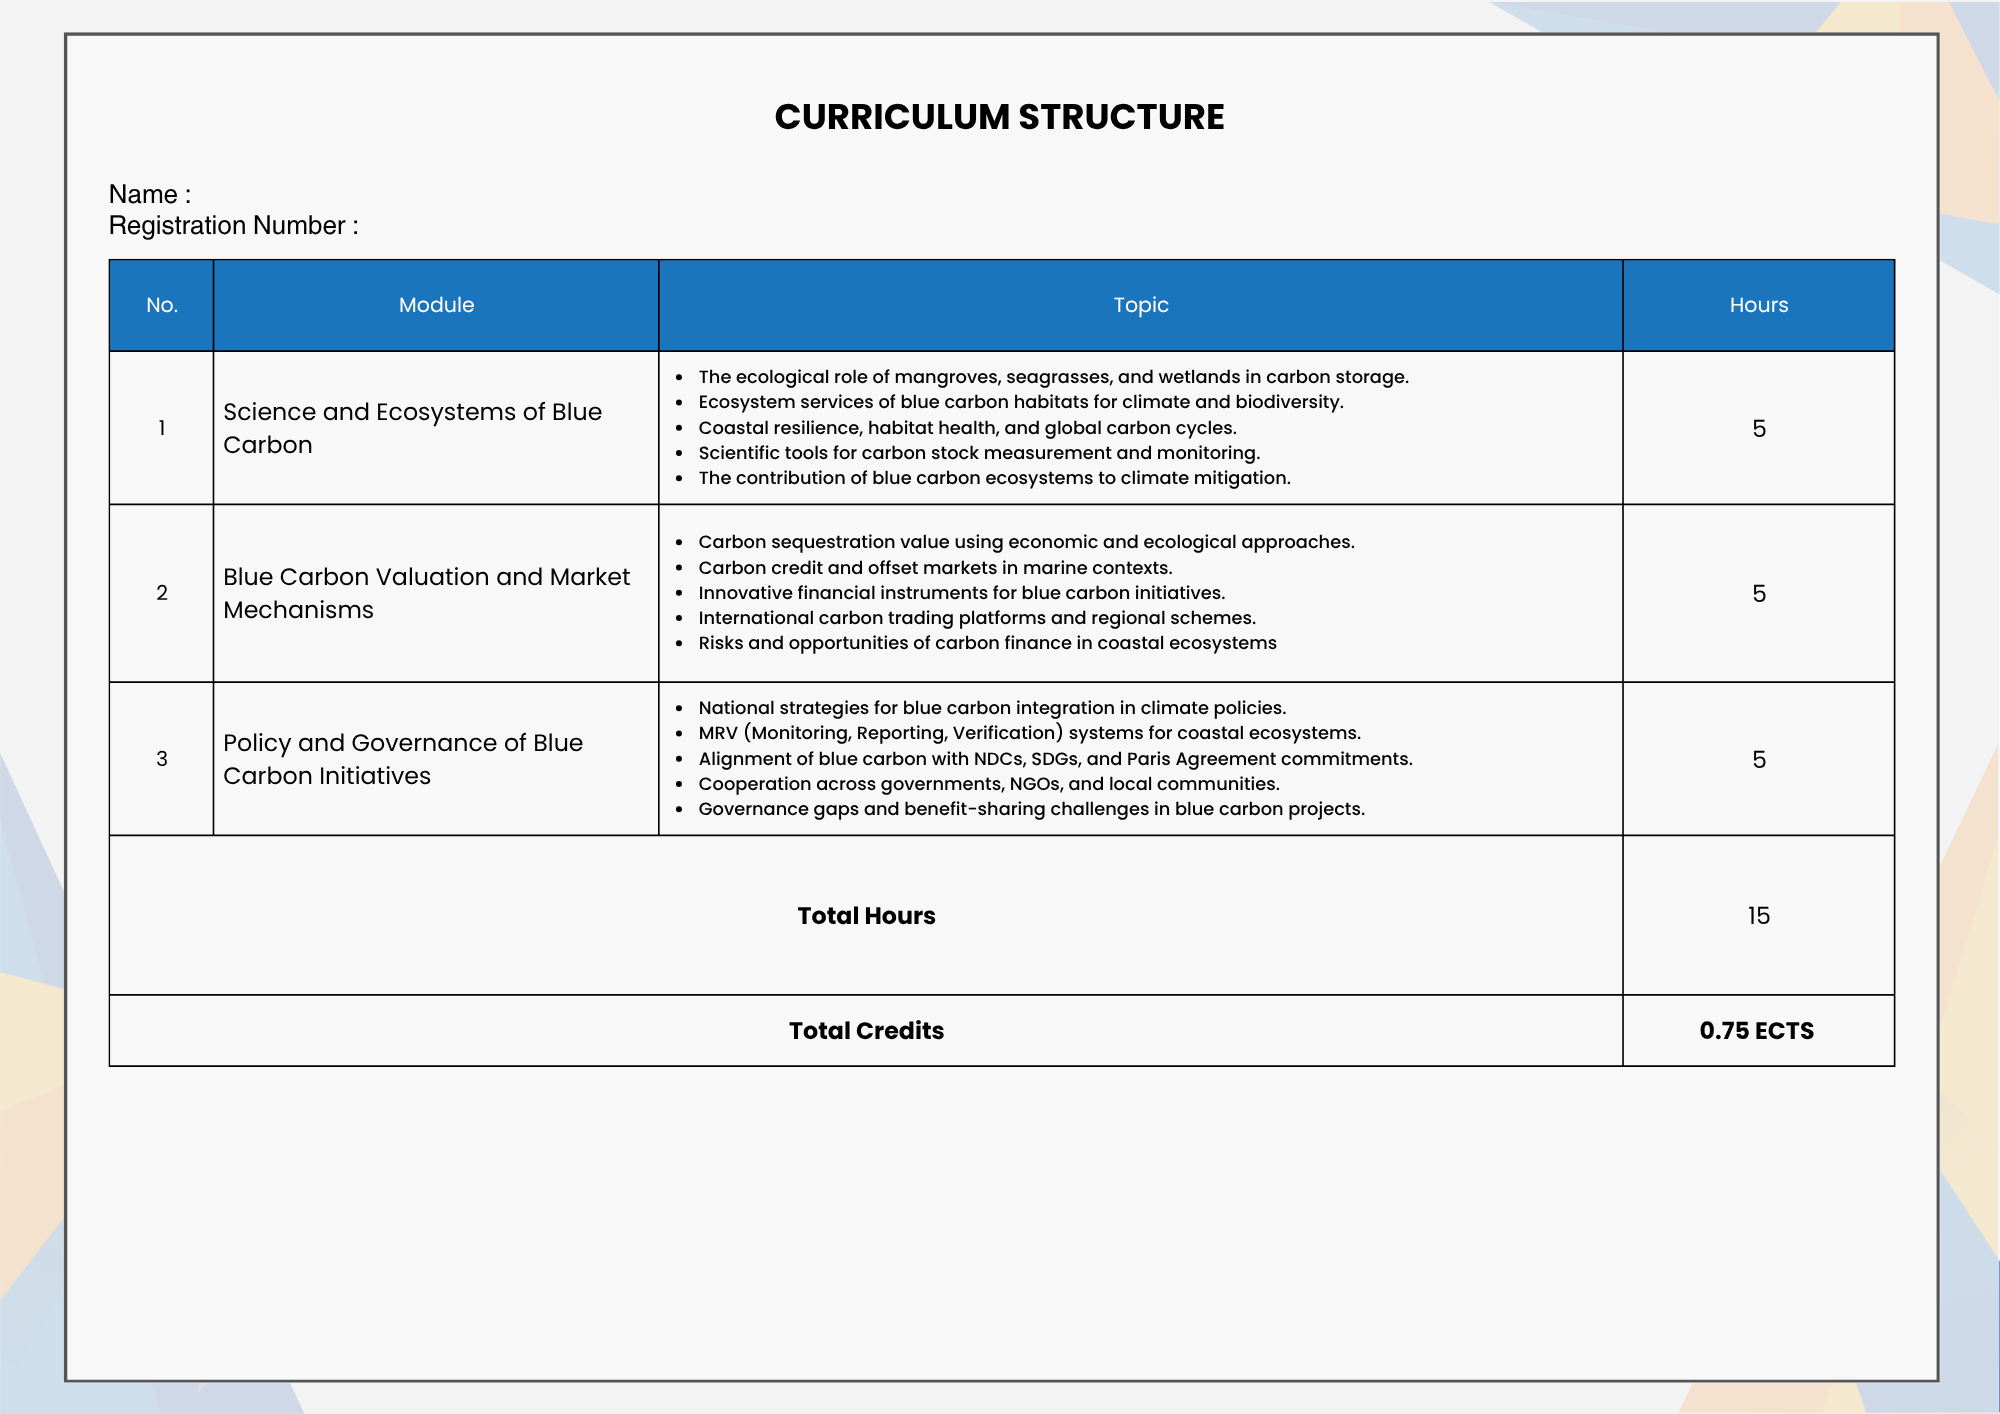 CURRICULUM STRUCTURE
Name :
Registration Number :
No.
Module
Topic
Hours
1
Science and Ecosystems of Blue
Carbon
• The ecological role of mangroves, seagrasses, and wetlands in carbon storage.
• Ecosystem services of blue carbon habitats for climate and biodiversity.
• Coastal resilience, habitat health, and global carbon cycles.
• Scientific tools for carbon stock measurement and monitoring.
• The contribution of blue carbon ecosystems to climate mitigation.
5
2
Blue Carbon Valuation and Market
Mechanisms
• Carbon sequestration value using economic and ecological approaches.
• Carbon credit and offset markets in marine contexts.
• Innovative financial instruments for blue carbon initiatives.
• International carbon trading platforms and regional schemes.
• Risks and opportunities of carbon finance in coastal ecosystems
5
3
Policy and Governance of Blue
Carbon Initiatives
• National strategies for blue carbon integration in climate policies.
• MRV (Monitoring, Reporting, Verification) systems for coastal ecosystems.
• Alignment of blue carbon with NDCs, SDGs, and Paris Agreement commitments.
• Cooperation across governments, NGOs, and local communities.
• Governance gaps and benefit-sharing challenges in blue carbon projects.
5
Total Hours
15
Total Credits
0.75 ECTS